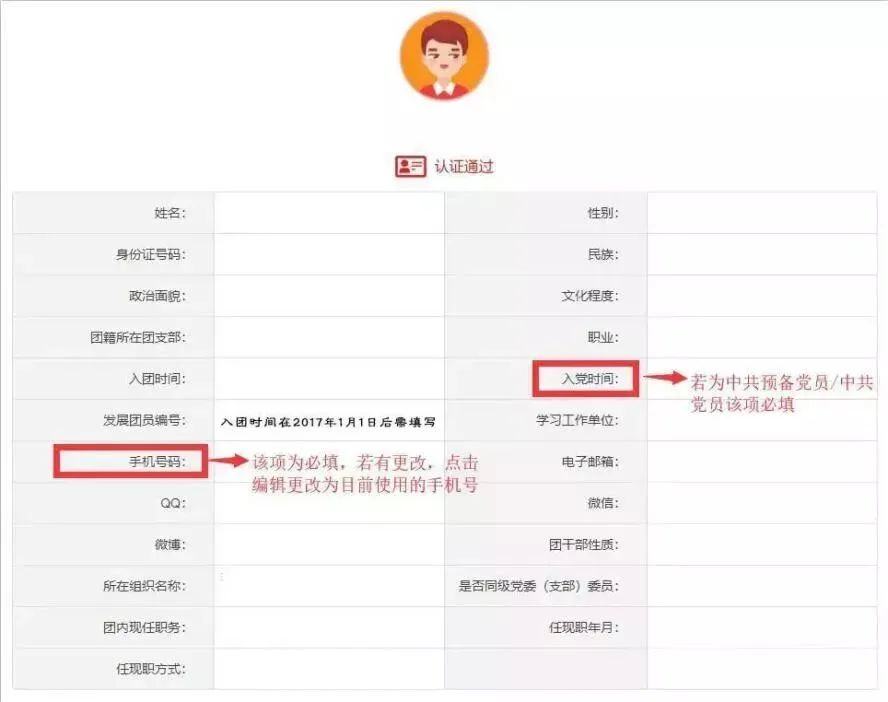 认证通过
姓名:
性别:
身份证号码:
民族:
政治面貌:
文化程度:
团籍所在团支部:
职业:
入团时间:
入党时间:
若为中共预备党员/中共
党员该项必填
发展团员编号:
入团时间在2017年1月1日后需填写
学习工作单位:
手机号码:
该项为必填，若有更改，点击
编辑更改为目前使用的手机号
电子邮箱:
QQ:
微信:
微博:
团干部性质:
所在组织名称:
是否同级党委（支部）委员:
团内现任职务:
任现职年月:
任现职方式: